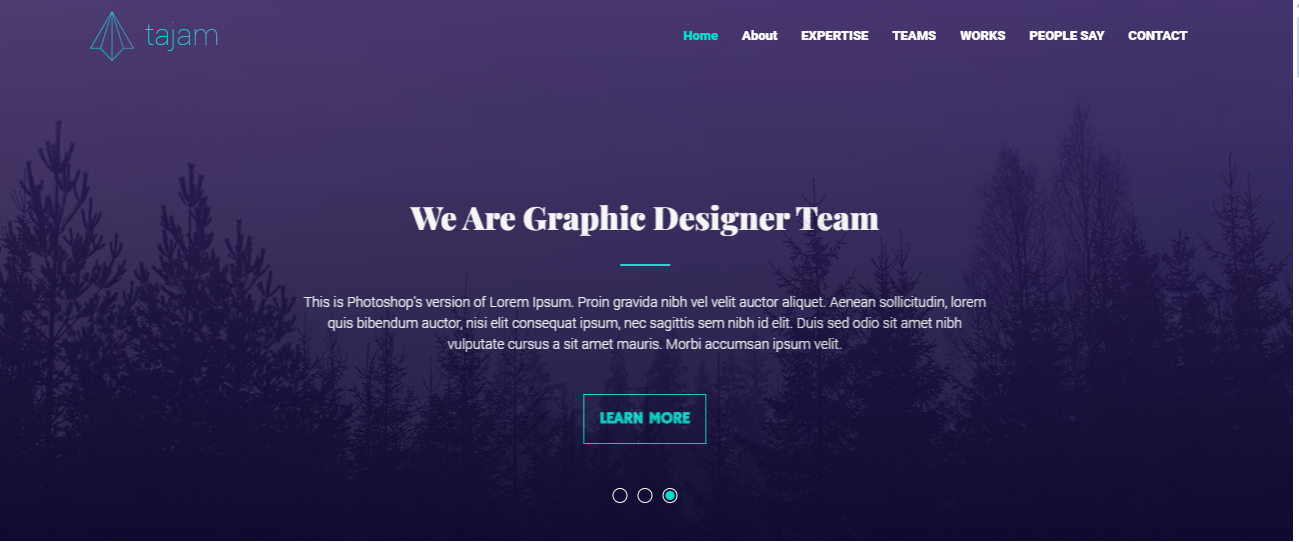 tajam
Home About EXPERTISE TEAMS WORKS PEOPLE SAY CONTACT
We Are Graphic Designer Team
This is Photoshop's version of Lorem Ipsum. Proin gravida nibh vel velit auctor aliquet. Aenean sollicitudin, lorem
quis bibendum auctor, nisi elit consequat ipsum, nec sagittis sem nibh id elit. Duis sed odio sit amet nibh
vulputate cursus a sit amet mauris. Morbi accumsan ipsum velit.
LEARN MORE